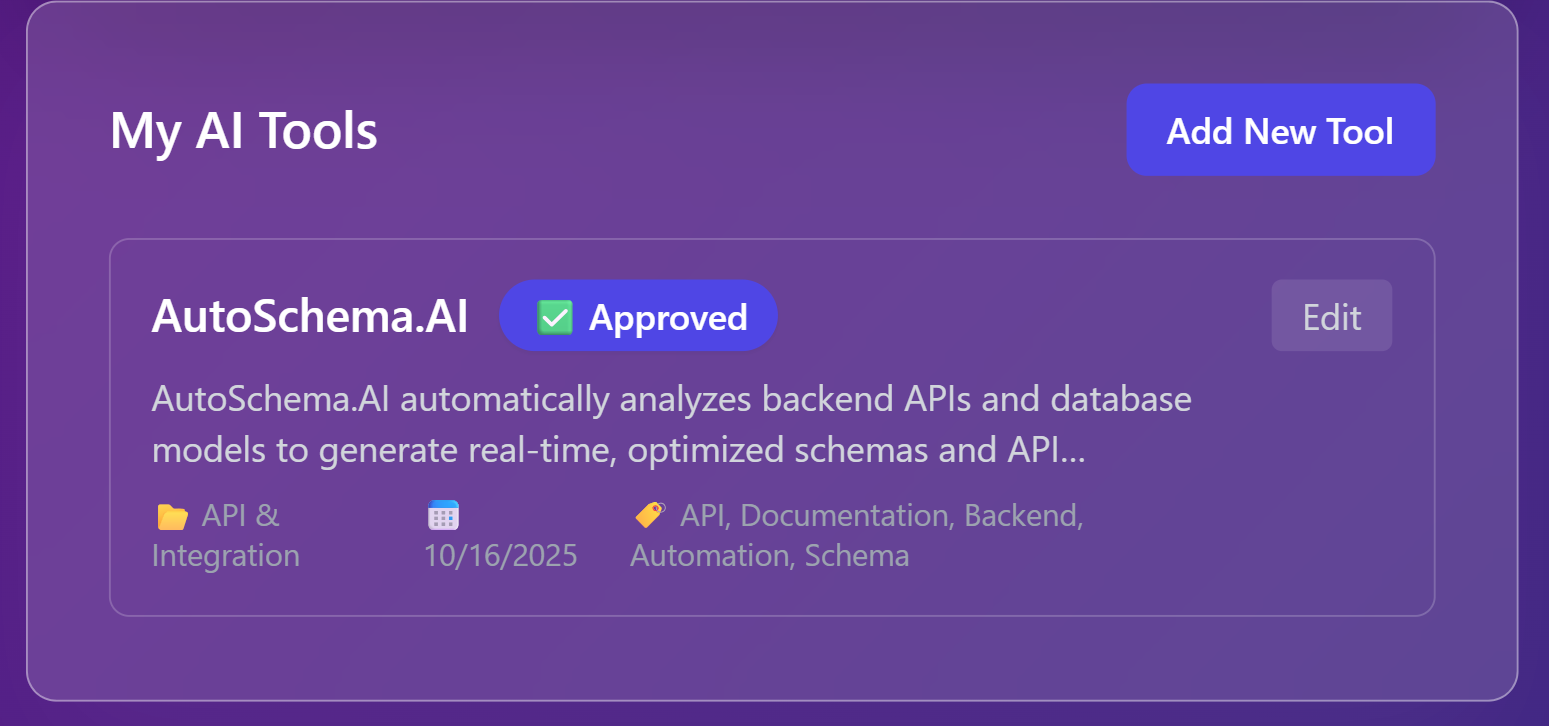 My AI Tools
Add New Tool
AutoSchema.AI
✅ Approved
Edit
AutoSchema.AI automatically analyzes backend APIs and database
models to generate real-time, optimized schemas and API...
API &
Integration
10/16/2025
API, Documentation, Backend,
Automation, Schema